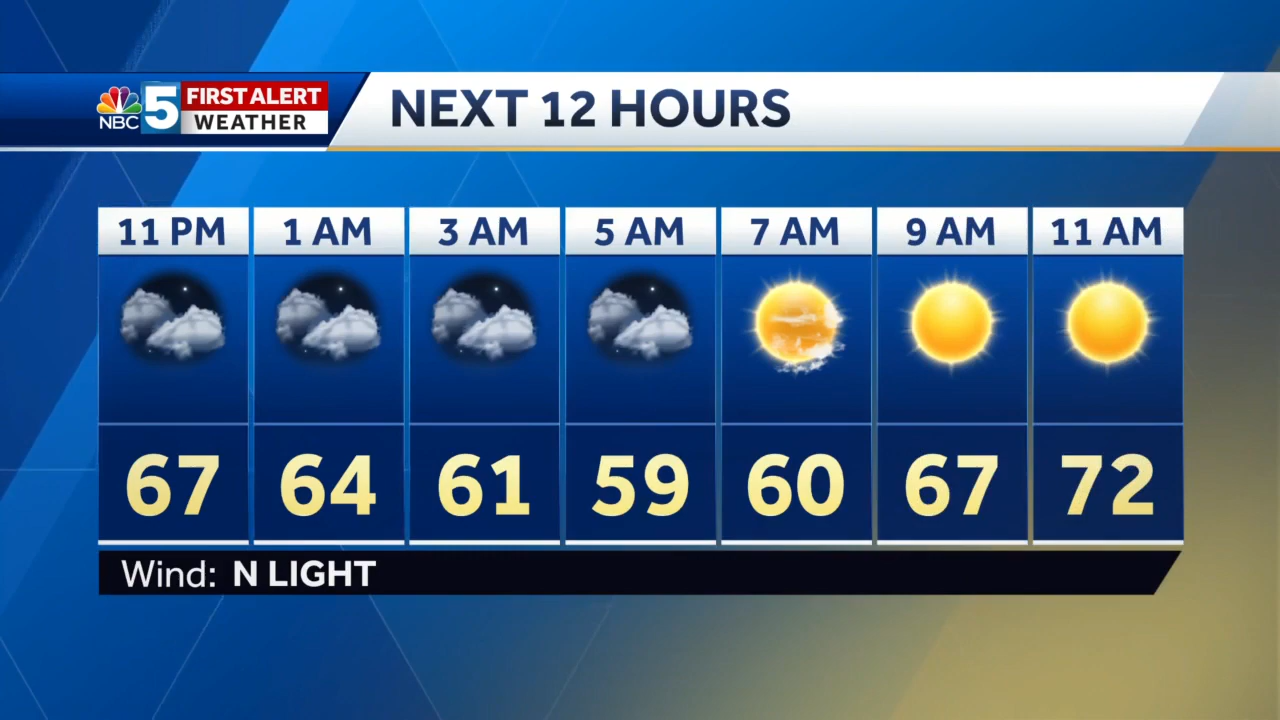 NBC 5 FIRST ALERT WEATHER
NEXT 12 HOURS
11 PM 1 AM 3 AM 5 AM 7 AM 9 AM 11 AM
67 64 61 59 60 67 72
Wind: N LIGHT